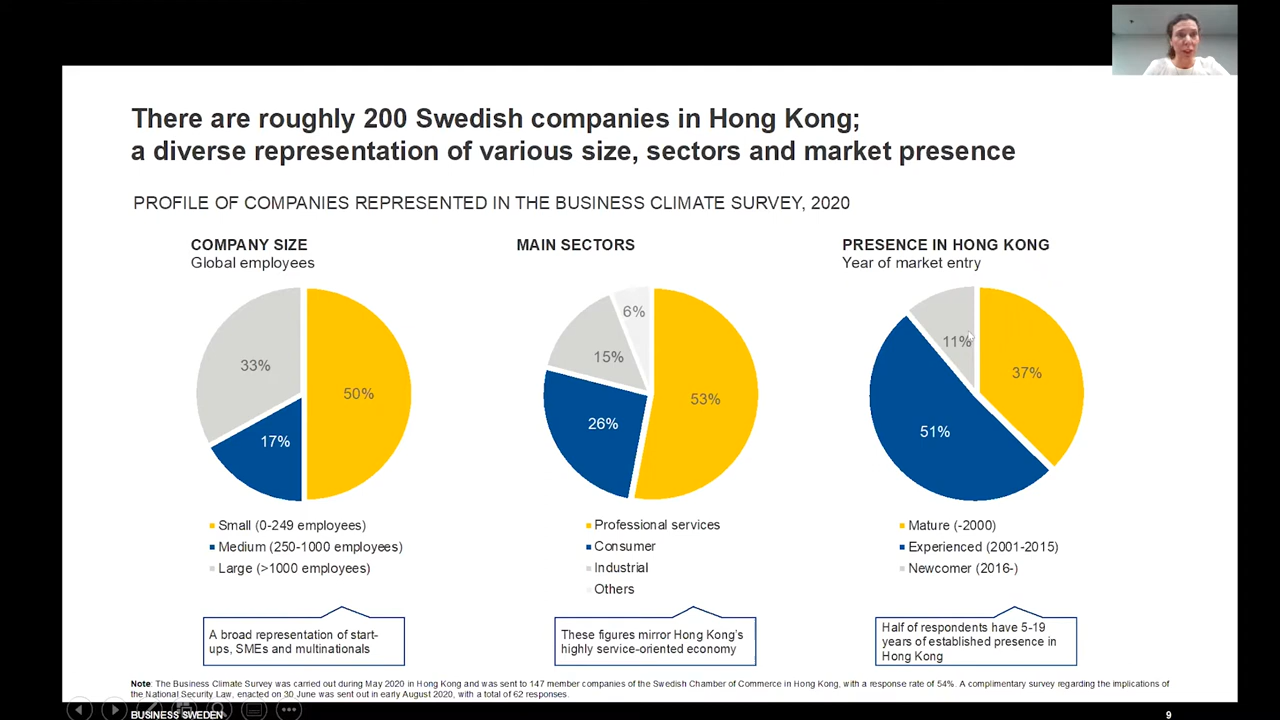 There are roughly 200 Swedish companies in Hong Kong;
a diverse representation of various size, sectors and market presence
PROFILE OF COMPANIES REPRESENTED IN THE BUSINESS CLIMATE SURVEY, 2020
COMPANY SIZE
Global employees
33%
50%
17%
Small (0-249 employees)
Medium (250-1000 employees)
Large (>1000 employees)
A broad representation of start-
ups, SMEs and multinationals
MAIN SECTORS
6%
15%
53%
26%
Professional services
Consumer
Industrial
Others
These figures mirror Hong Kong's
highly service-oriented economy
PRESENCE IN HONG KONG
Year of market entry
11%
37%
51%
Mature (-2000)
Experienced (2001-2015)
Newcomer (2016-)
Half of respondents have 5-19
years of established presence in
Hong Kong
Note: The Business Climate Survey was carried out during May 2020 in Hong Kong and was sent to 147 member companies of the Swedish Chamber of Commerce in Hong Kong, with a response rate of 54%. A complimentary survey regarding the implications of
the National Security Law, enacted on 30 June was sent out in early August 2020, with a total of 62 responses.
BUSINESS SWEDEN
9